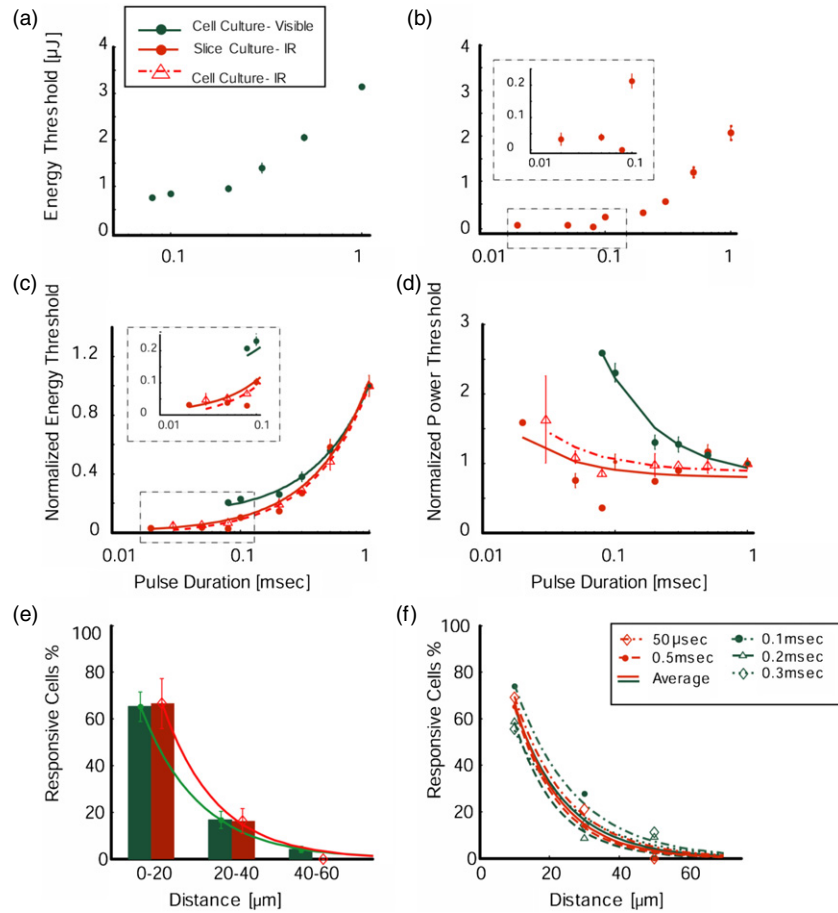 (a)
Energy Threshold [µJ]
4
3
2
1
0
0.1
1
Cell Culture- Visible
Slice Culture- IR
Cell Culture- IR
(b)
4
3
2
1
0
0.01
0.1
1
0.2
0.1
0
0.01
0.1
(c)
Normalized Energy Threshold
1.2
0.8
0.4
0
0.01
0.1
1
Pulse Duration [msec]
0.2
0.1
0
0.01
0.1
(d)
Normalized Power Threshold
3
2
1
0
0.01
0.1
1
Pulse Duration [msec]
(e)
Responsive Cells %
100
80
60
40
20
0
0-20
20-40
40-60
Distance [µm]
(f)
Responsive Cells %
100
80
60
40
20
0
0
20
40
60
Distance [µm]
50µsec
0.5msec
Average
0.1msec
0.2msec
0.3msec